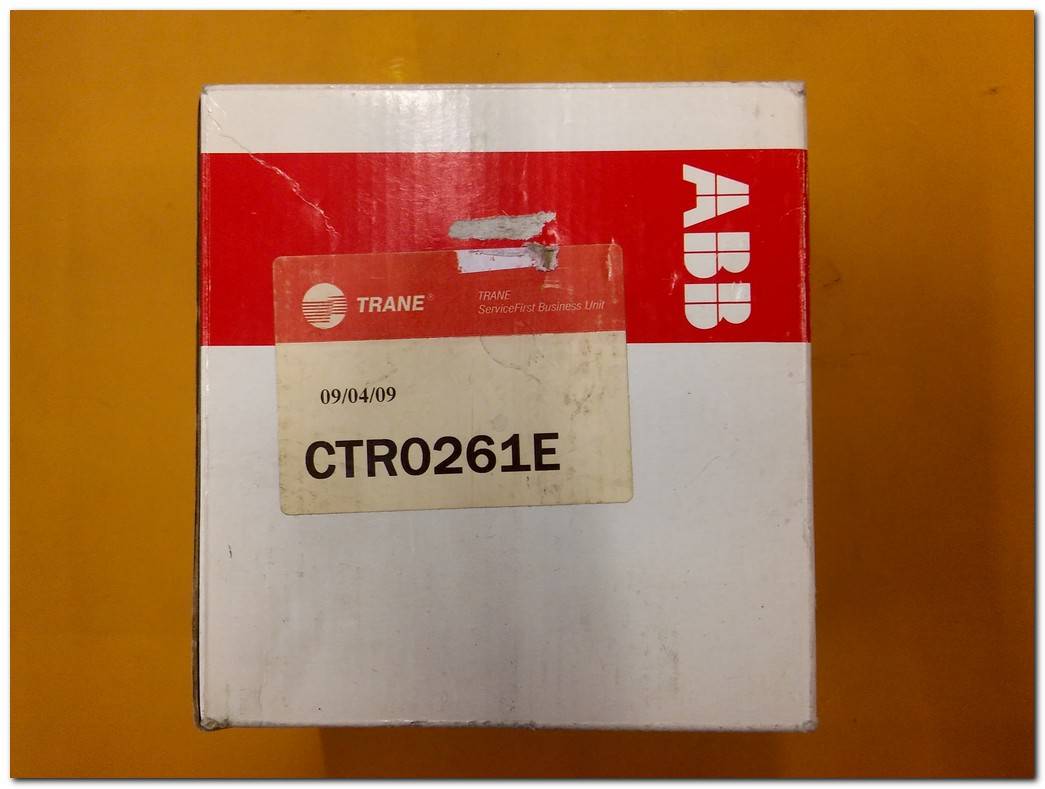 ABB
TRANE
TRANE
ServiceFirst Business Unit
09/04/09
CTR0261E